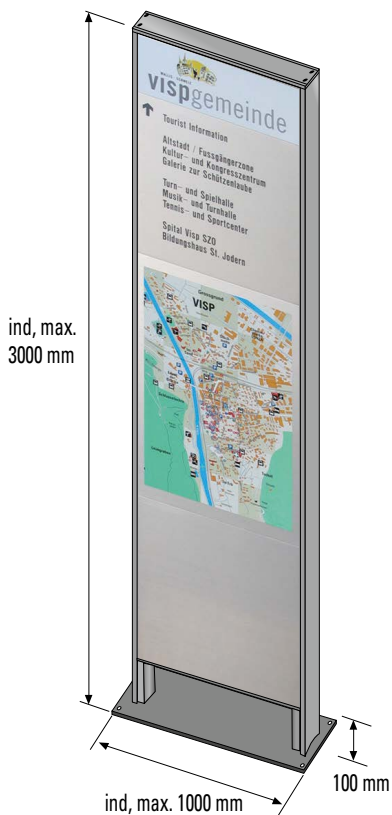 vispgemeinde
Tourist Information
Altstadt / Fussgängerzone
Kultur- und Kongresszentrum
Galerie zur Schützenlaube
Turn- und Spielhalle
Musik- und Turnhalle
Tennis- und Sportcenter
Spital Visp SZO
Bildungshaus St. Jodern
VISP
ind, max.
3000 mm
100 mm
ind, max. 1000 mm